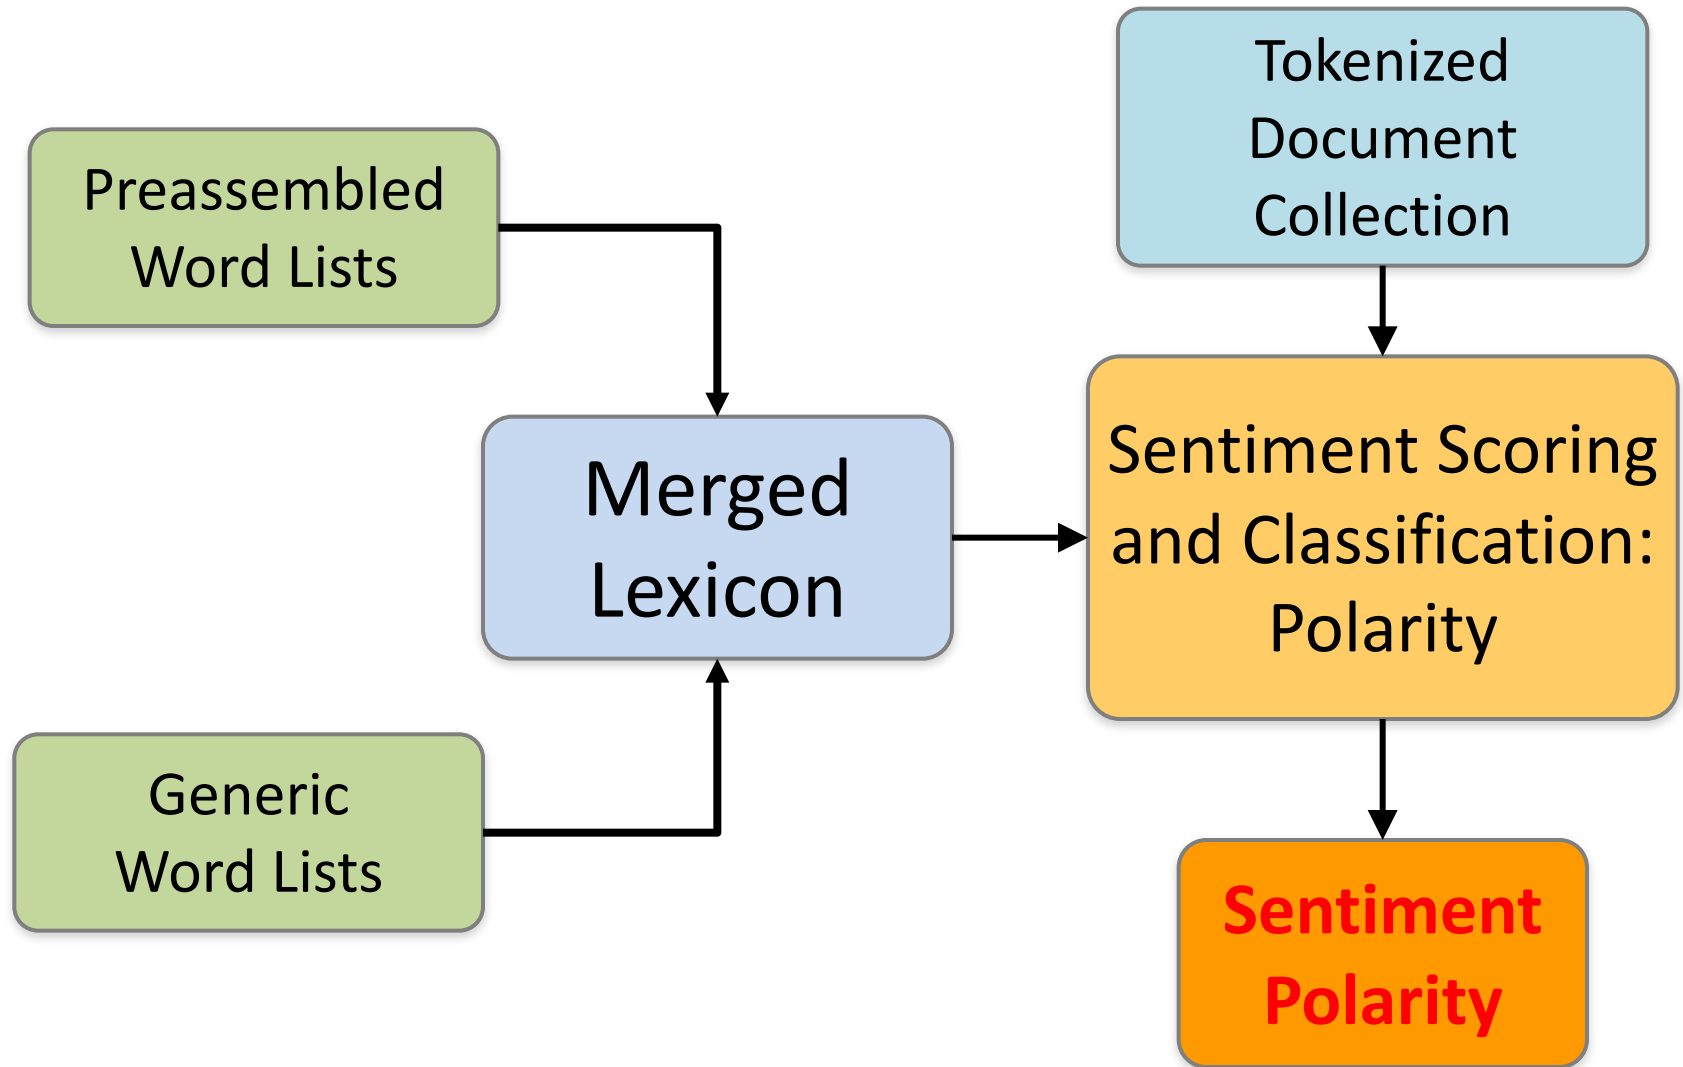 Preassembled
Word Lists
Tokenized
Document
Collection
Merged
Lexicon
Sentiment Scoring
and Classification:
Polarity
Generic
Word Lists
Sentiment
Polarity